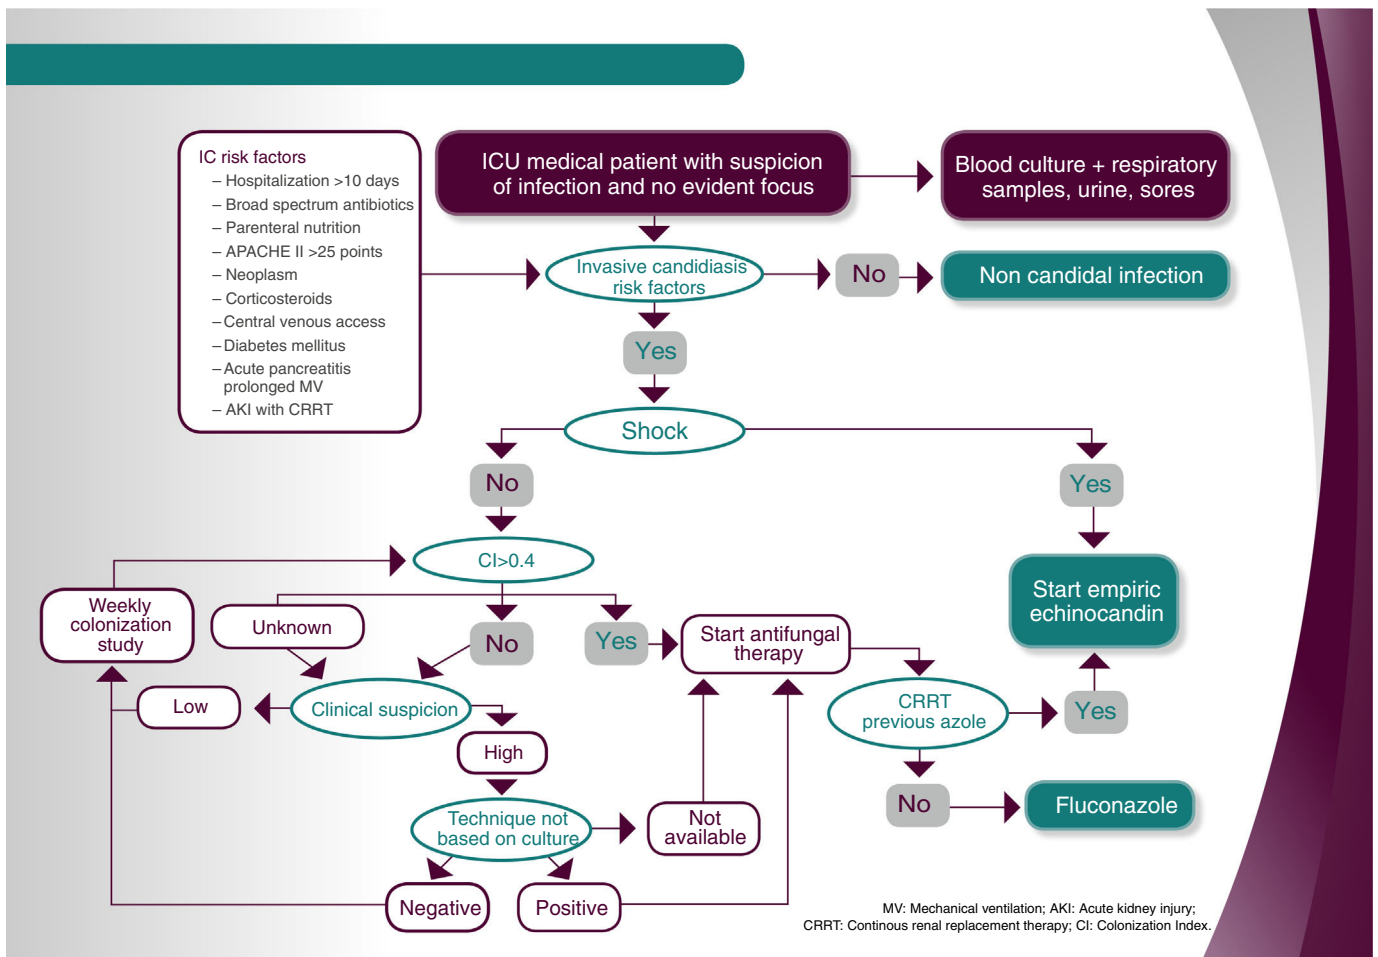 IC risk factors
– Hospitalization >10 days
– Broad spectrum antibiotics
– Parenteral nutrition
– APACHE II >25 points
– Neoplasm
– Corticosteroids
– Central venous access
– Diabetes mellitus
– Acute pancreatitis
prolonged MV
– AKI with CRRT
ICU medical patient with suspicion
of infection and no evident focus
Blood culture + respiratory
samples, urine, sores
Invasive candidiasis
risk factors
No
Non candidal infection
Yes
Shock
No
Yes
CI>0.4
Start empiric
echinocandin
Weekly
colonization
study
Unknown
No
Yes
Start antifungal
therapy
Low
Clinical suspicion
CRRT
previous azole
Yes
High
Technique not
based on culture
Not
available
No
Fluconazole
Negative
Positive
MV: Mechanical ventilation; AKI: Acute kidney injury;
CRRT: Continous renal replacement therapy; CI: Colonization Index.